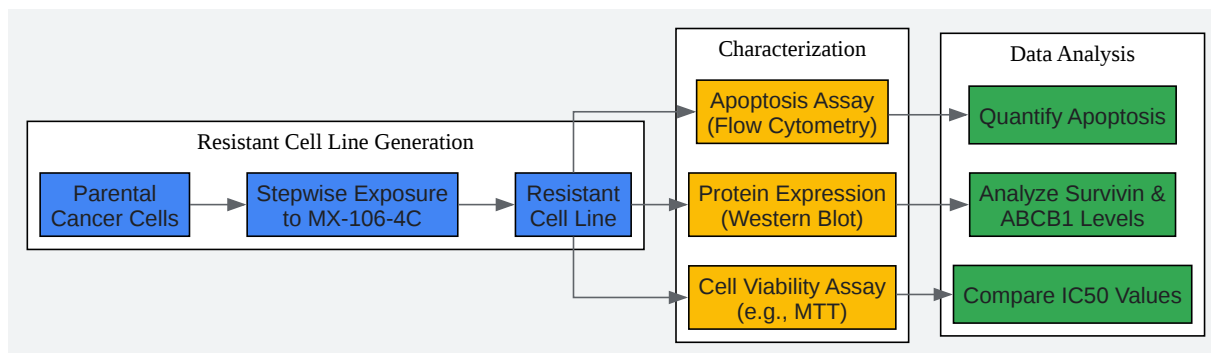 Resistant Cell Line Generation
Parental
Cancer Cells
Stepwise Exposure
to MX-106-4C
Resistant
Cell Line
Characterization
Apoptosis Assay
(Flow Cytometry)
Protein Expression
(Western Blot)
Cell Viability Assay
(e.g., MTT)
Data Analysis
Quantify Apoptosis
Analyze Survivin &
ABCB1 Levels
Compare IC50 Values